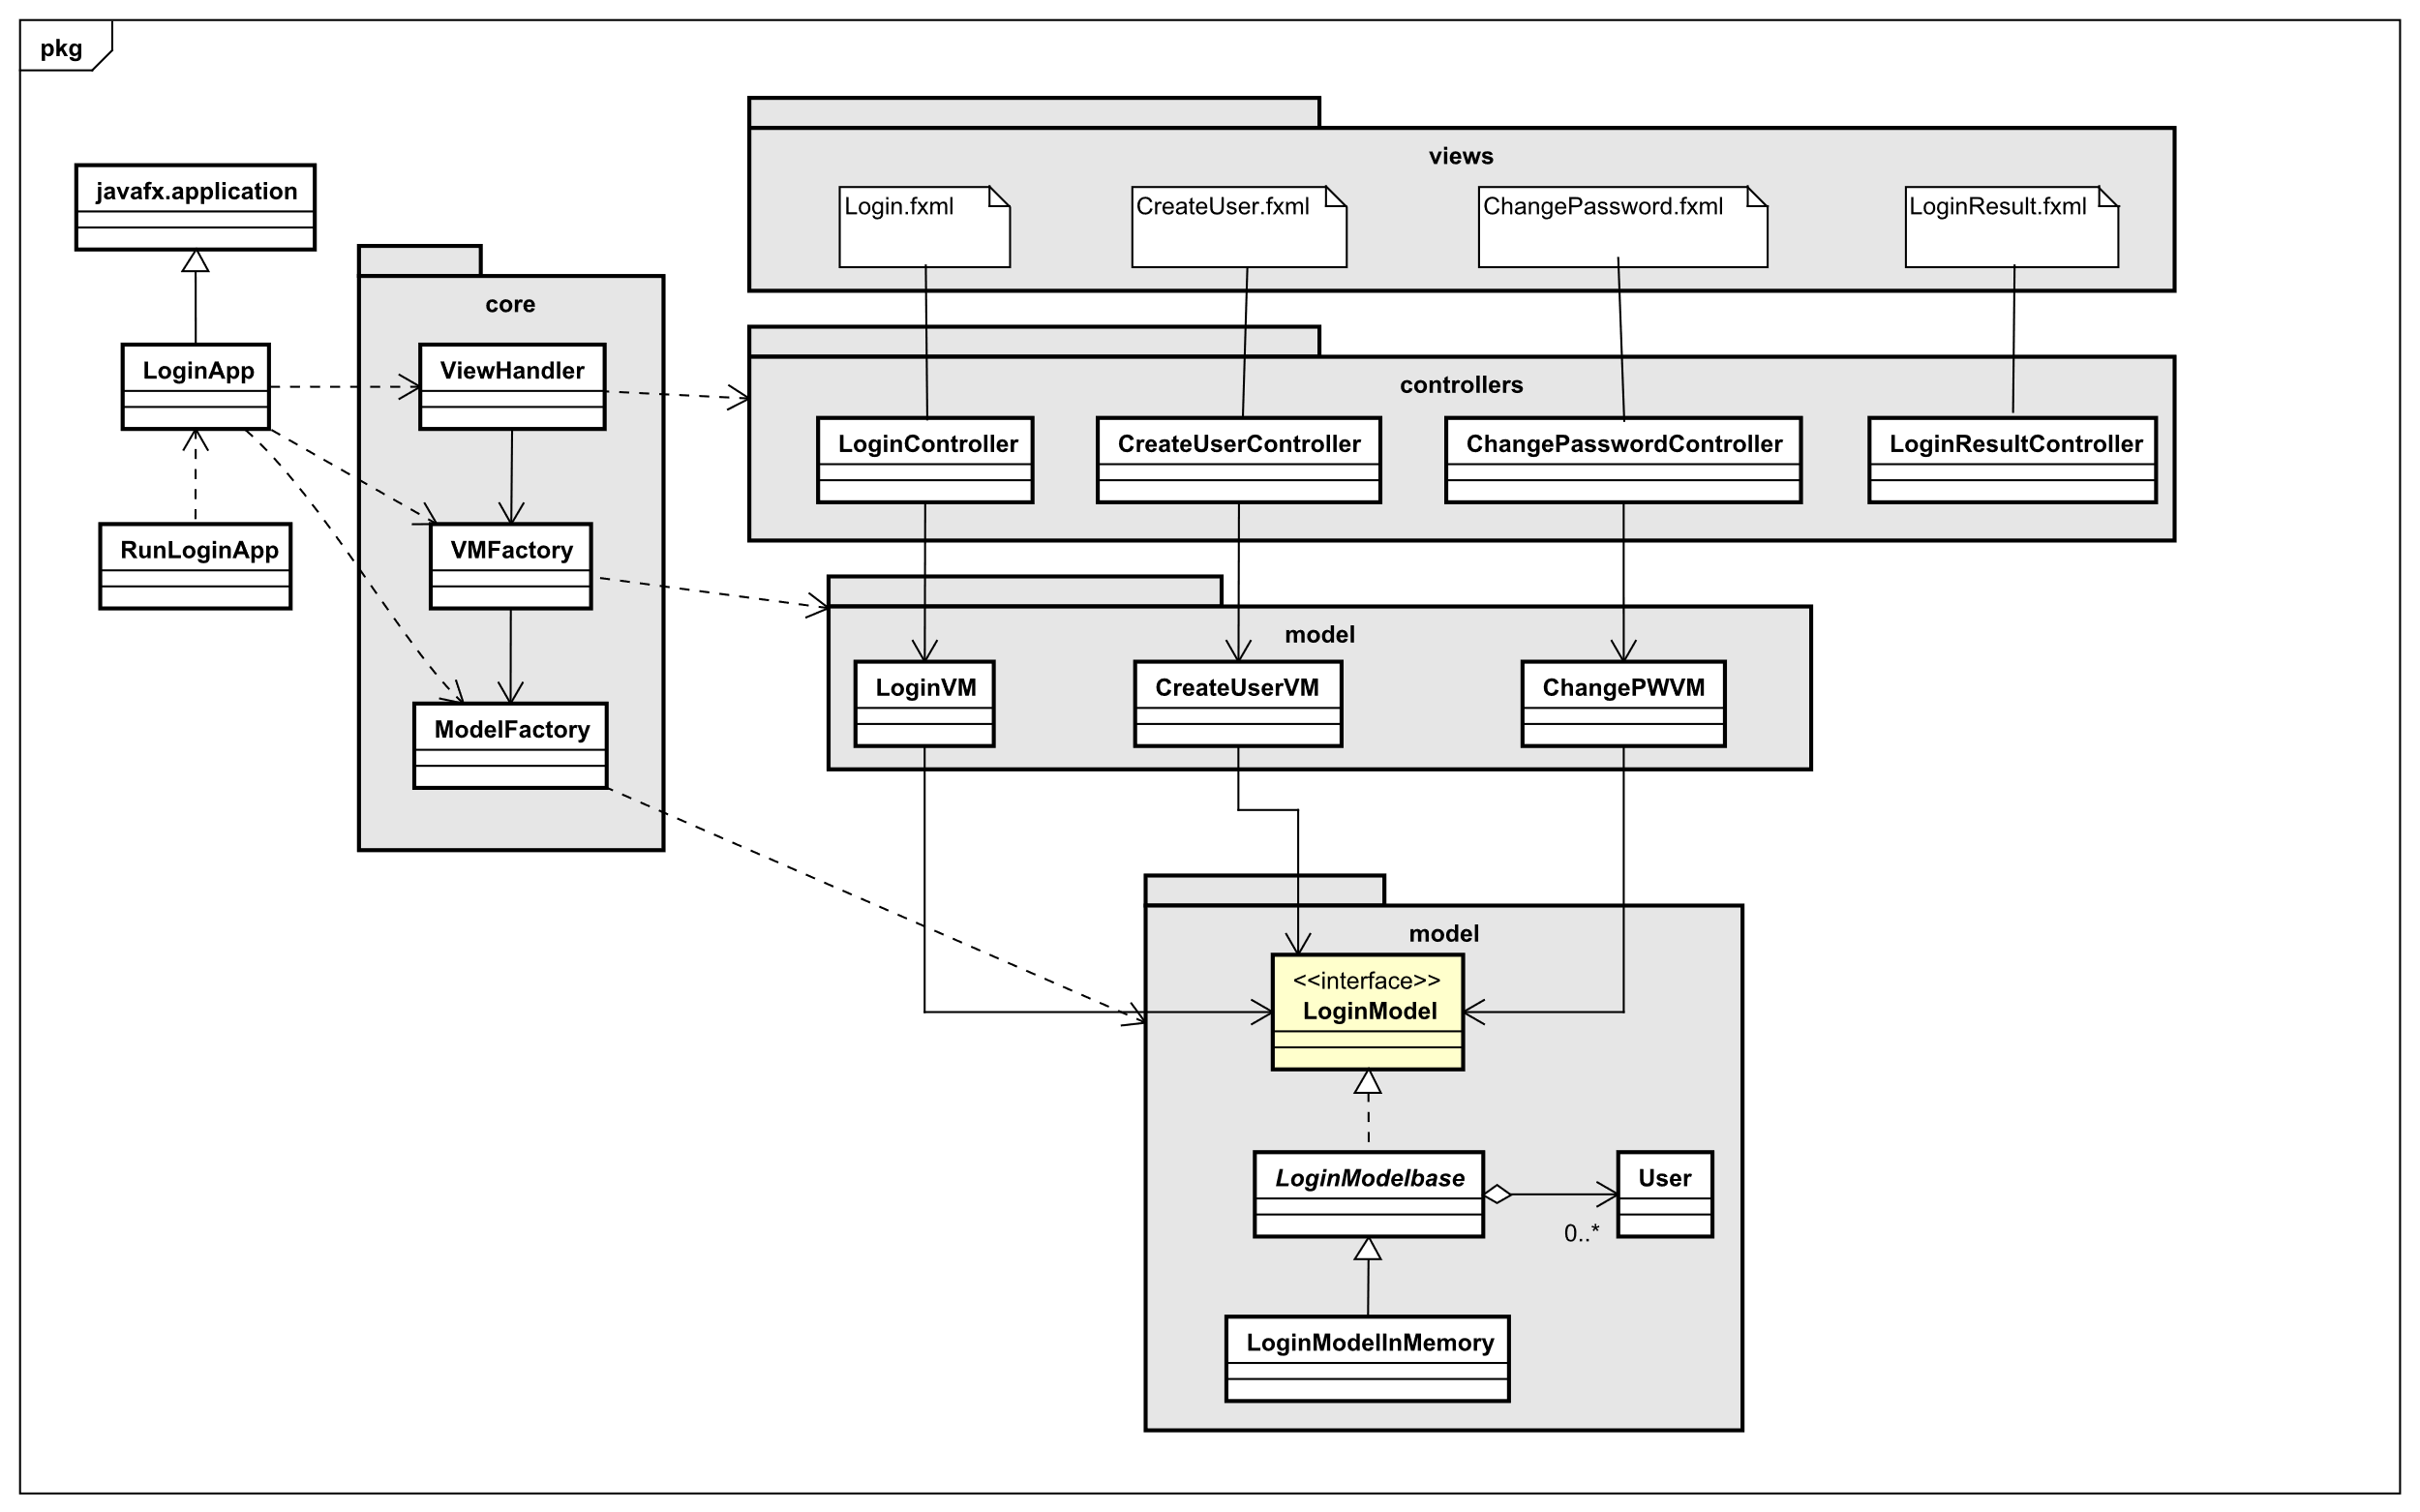 pkg
views
Login.fxml
CreateUser.fxml
ChangePassword.fxml
LoginResult.fxml
javafx.application
core
LoginApp
ViewHandler
controllers
LoginController
CreateUserController
ChangePasswordController
LoginResultController
RunLoginApp
VMFactory
model
LoginVM
CreateUserVM
ChangePWVM
ModelFactory
model
<<interface>>
LoginModel
LoginModelbase
User
0..*
LoginModelInMemory